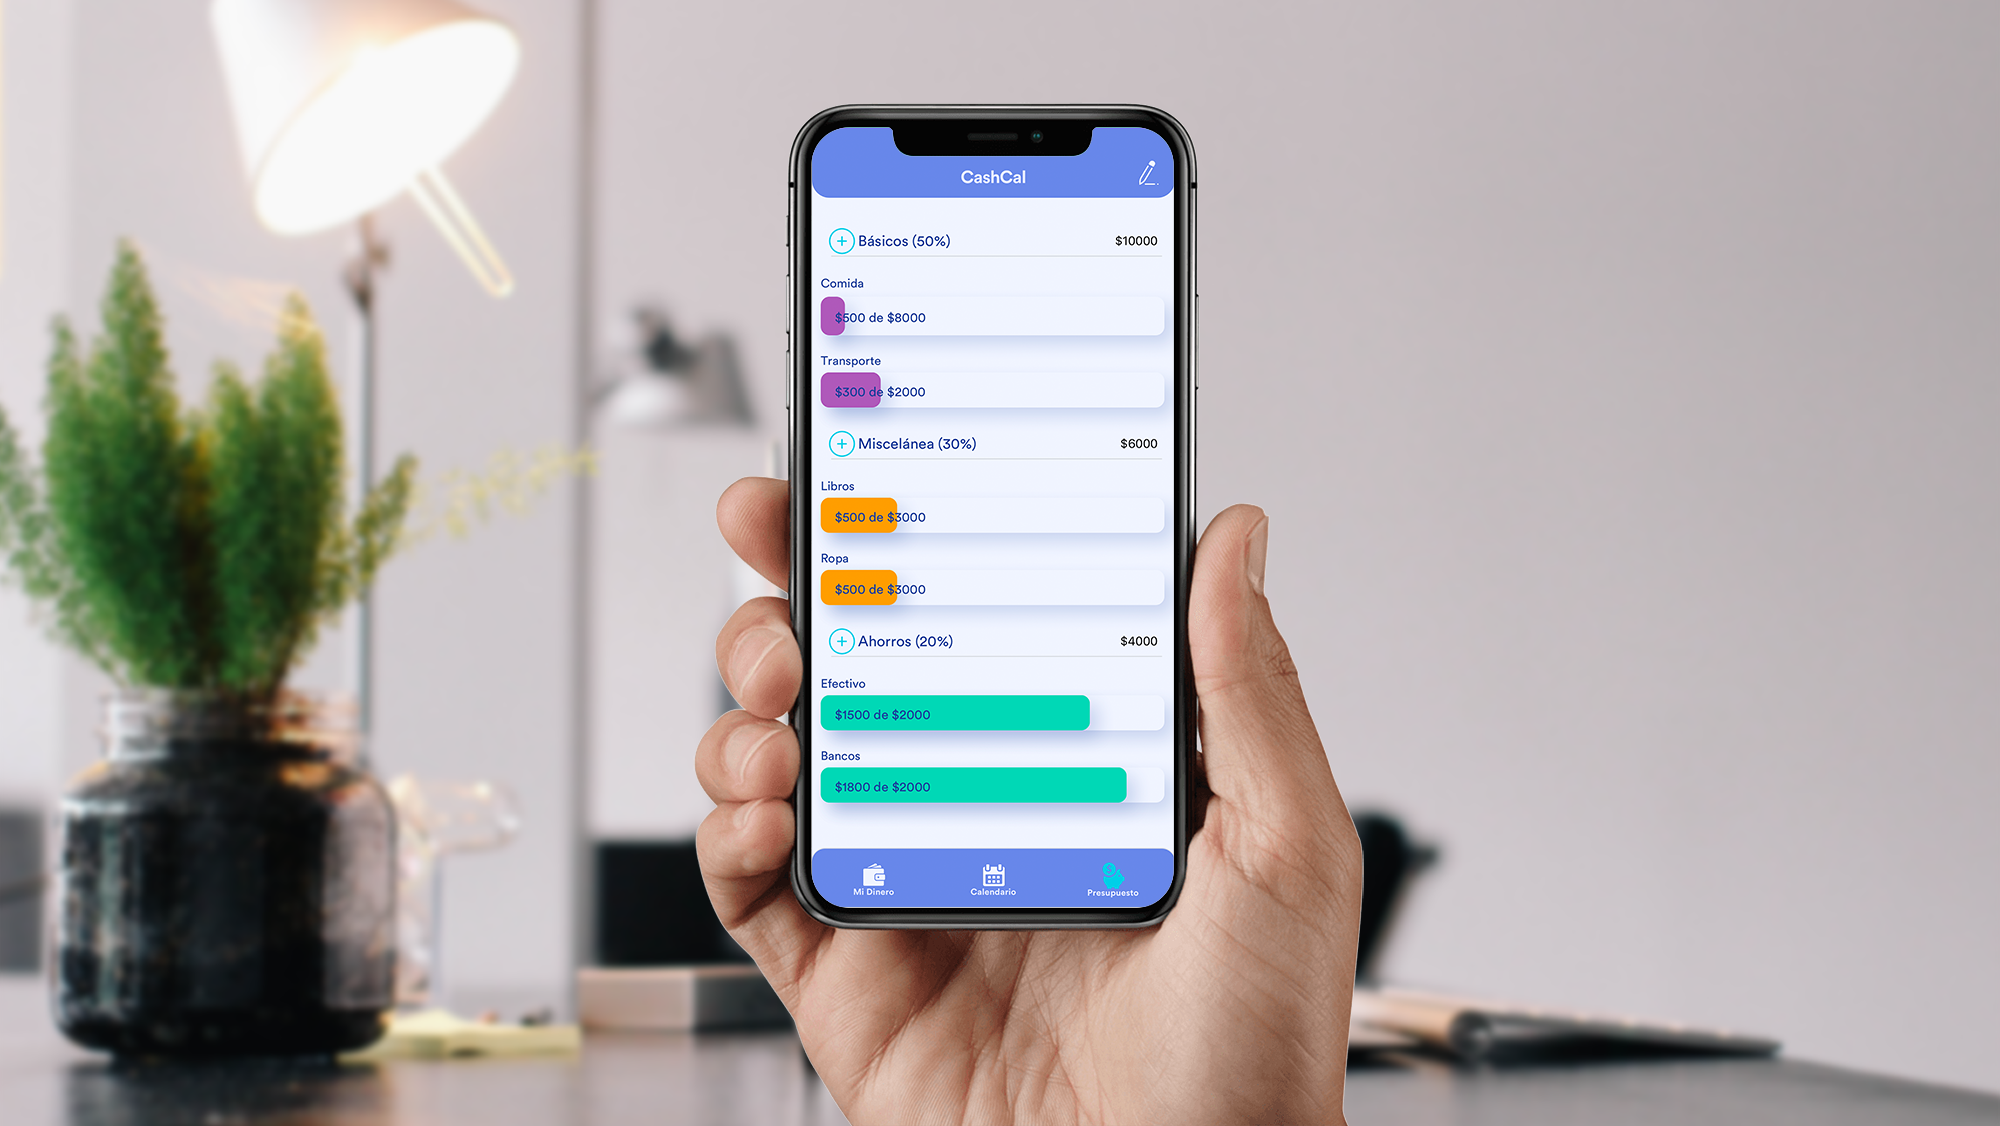 CashCal
Básicos (50%) $10000
Comida
$500 de $8000
Transporte
$300 de $2000
Miscelánea (30%) $6000
Libros
$500 de $3000
Ropa
$500 de $3000
Ahorros (20%) $4000
Efectivo
$1500 de $2000
Bancos
$1800 de $2000
Mi Dinero Calendario Presupuesto